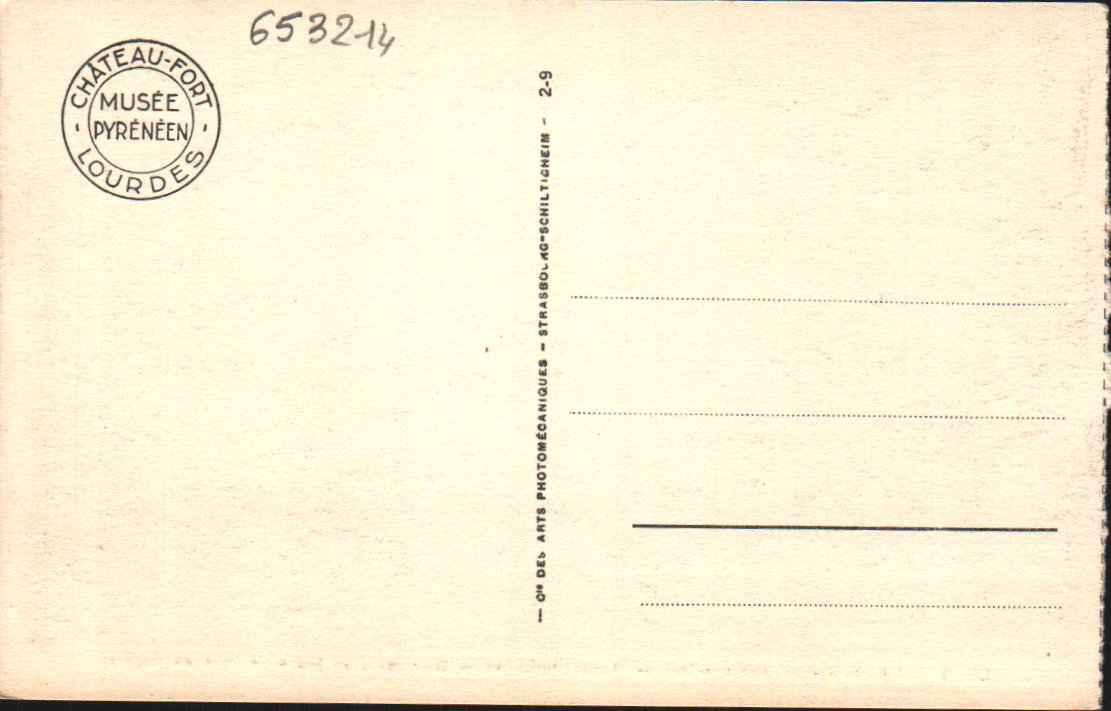 653214
CHÂTEAU-FORT
MUSÉE
PYRÉNÉEN
- LOURDES -
— Cie DES ARTS PHOTOMÉCANIQUES - STRASBOURG-SCHILTIGHEIM - 2-9